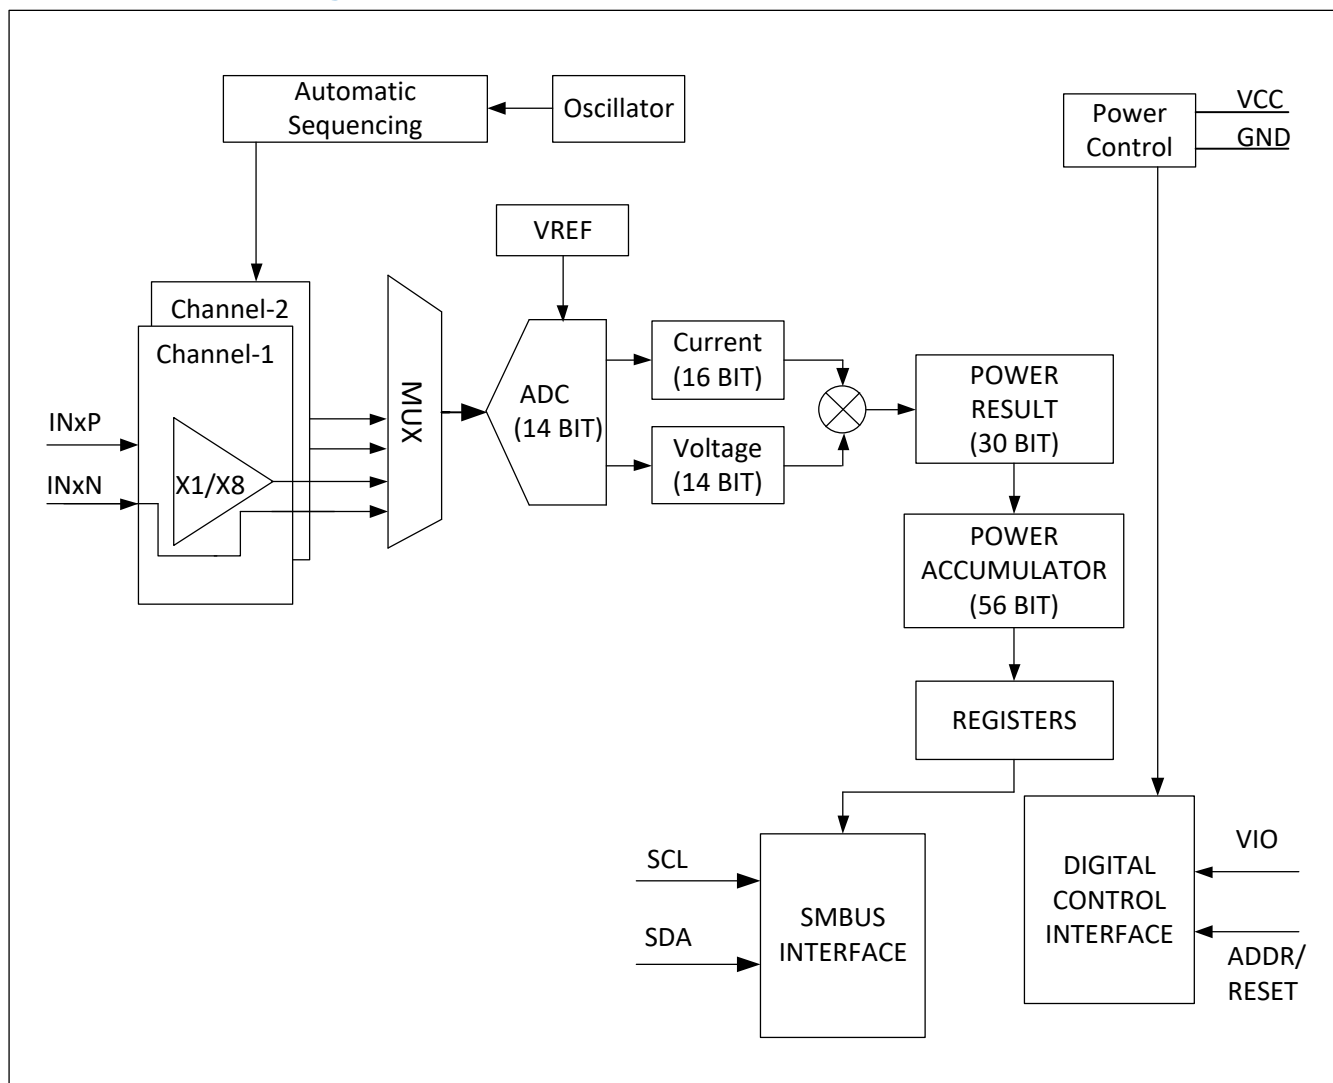 Automatic
Sequencing
Oscillator
Power
Control
VCC
GND
VREF
Channel-2
Channel-1
INxP
INxN
X1/X8
MUX
ADC
(14 BIT)
Current
(16 BIT)
Voltage
(14 BIT)
POWER
RESULT
(30 BIT)
POWER
ACCUMULATOR
(56 BIT)
REGISTERS
SCL
SDA
SMBUS
INTERFACE
DIGITAL
CONTROL
INTERFACE
VIO
ADDR/
RESET